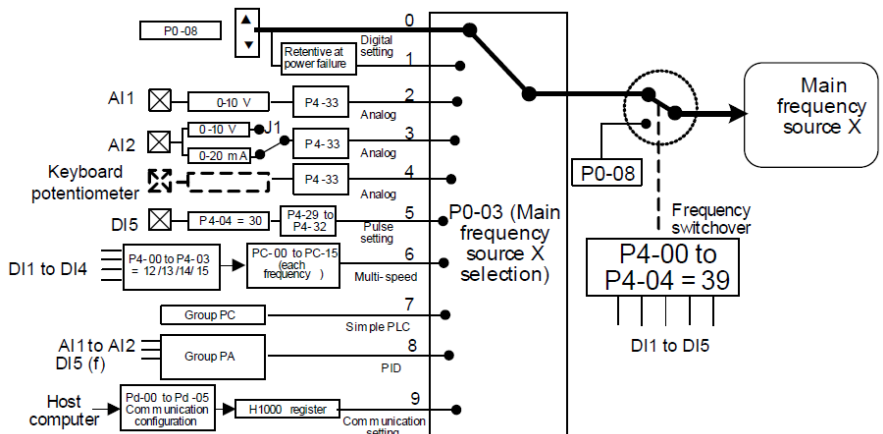 P0-08
0
Digital
setting
Retentive at
power failure
1
AI1
0-10 V
P4-33
2
Analog
AI2
0-10 V
J1
0-20 mA
P4-33
3
Analog
Keyboard
potentiometer
P4-33
4
Analog
DI5
P4-04 = 30
P4-29 to
P4-32
5
Pulse
setting
DI1 to DI4
P4-00 to P4-03
= 12/13/14/ 15
PC-00 to PC-15
(each
frequency )
6
Multi-speed
Group PC
7
Simple PLC
AI1 to AI2
DI5 (f)
Group PA
8
PID
Host
computer
Pd-00 to Pd-05
Communication
configuration
H1000 register
9
Communication
setting
P0-03 (Main
frequency
source X
selection)
P0-08
Frequency
switchover
P4-00 to
P4-04 = 39
DI1 to DI5
Main
frequency
source X